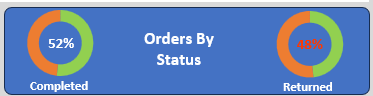 52%
Orders By
Status
48%
Completed
Returned